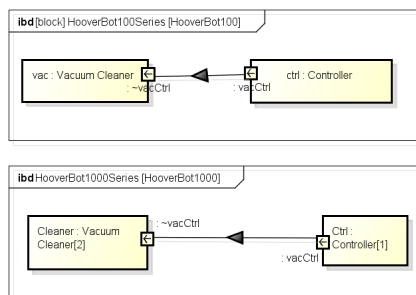 ibd [block] HooverBot100Series [HooverBot100]
vac : Vacuum Cleaner
ctrl : Controller
: ~vacCtrl
: vacCtrl
ibd HooverBot1000Series [HooverBot1000]
Cleaner : Vacuum
Cleaner[2]
: ~vacCtrl
Ctrl :
Controller[1]
: vacCtrl